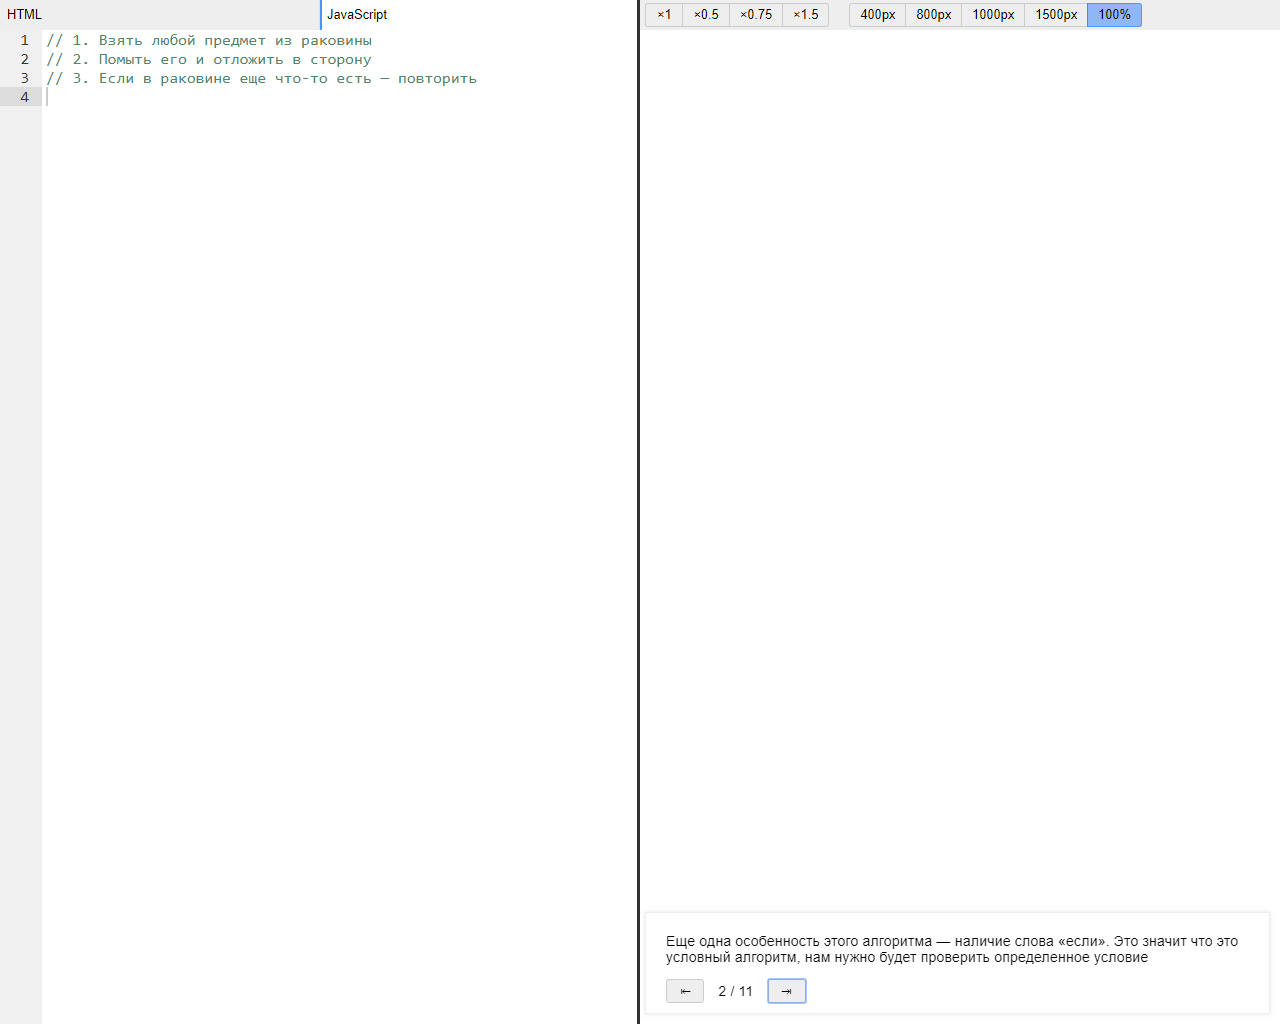 HTML
JavaScript
×1 ×0.5 ×0.75 ×1.5 400px 800px 1000px 1500px 100%
1 // 1. Взять любой предмет из раковины
2 // 2. Помыть его и отложить в сторону
3 // 3. Если в раковине еще что-то есть — повторить
4
Еще одна особенность этого алгоритма — наличие слова «если». Это значит что это
условный алгоритм, нам нужно будет проверить определенное условие
⇤ 2 / 11 ⇥